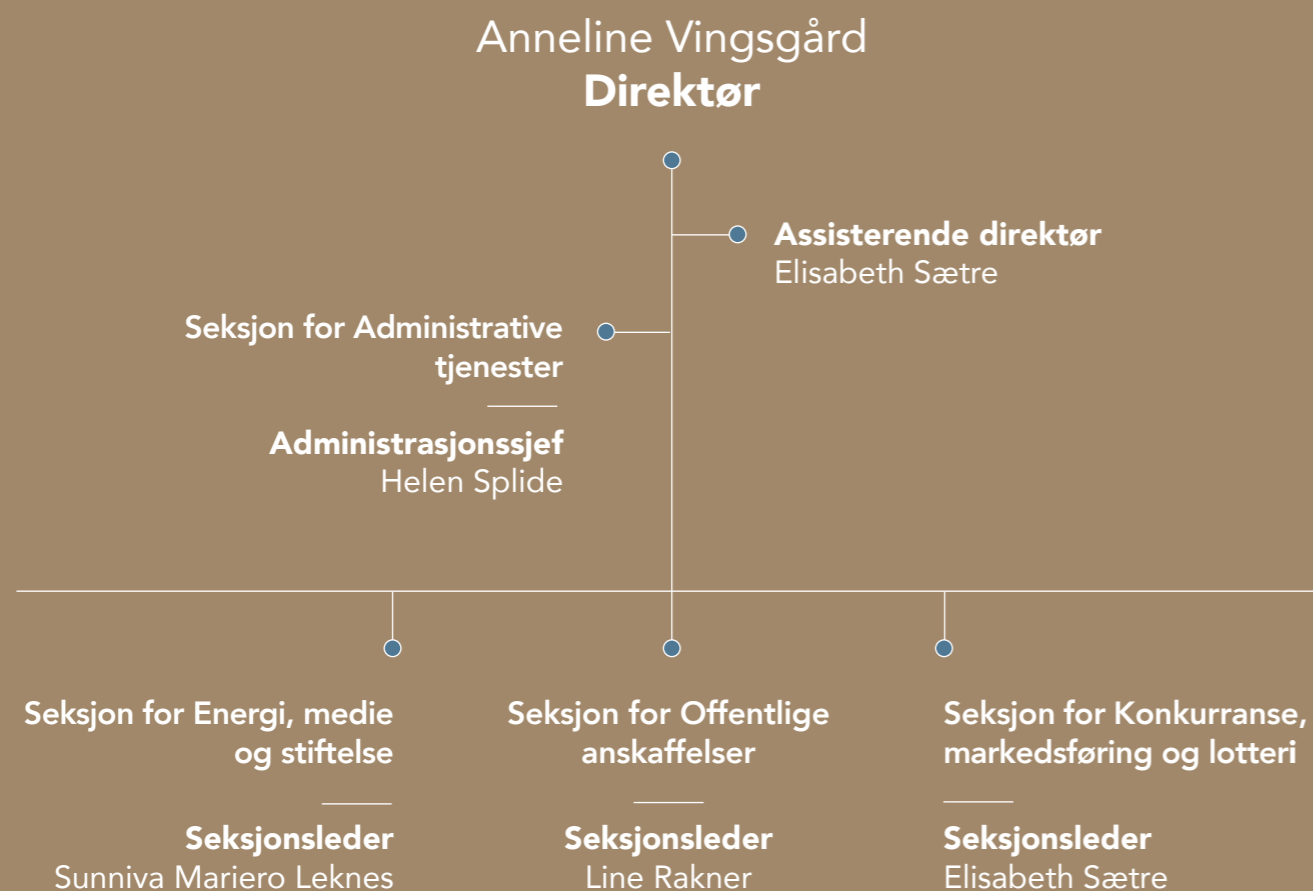 Anneline Vingsgård
Direktør
Assisterende direktør
Elisabeth Sætre
Seksjon for Administrative
tjenester
Administrasjonssjef
Helen Splide
Seksjon for Energi, medie
og stiftelse
Seksjonsleder
Sunniva Mariero Leknes
Seksjon for Offentlige
anskaffelser
Seksjonsleder
Line Rakner
Seksjon for Konkurranse,
markedsføring og lotteri
Seksjonsleder
Elisabeth Sætre